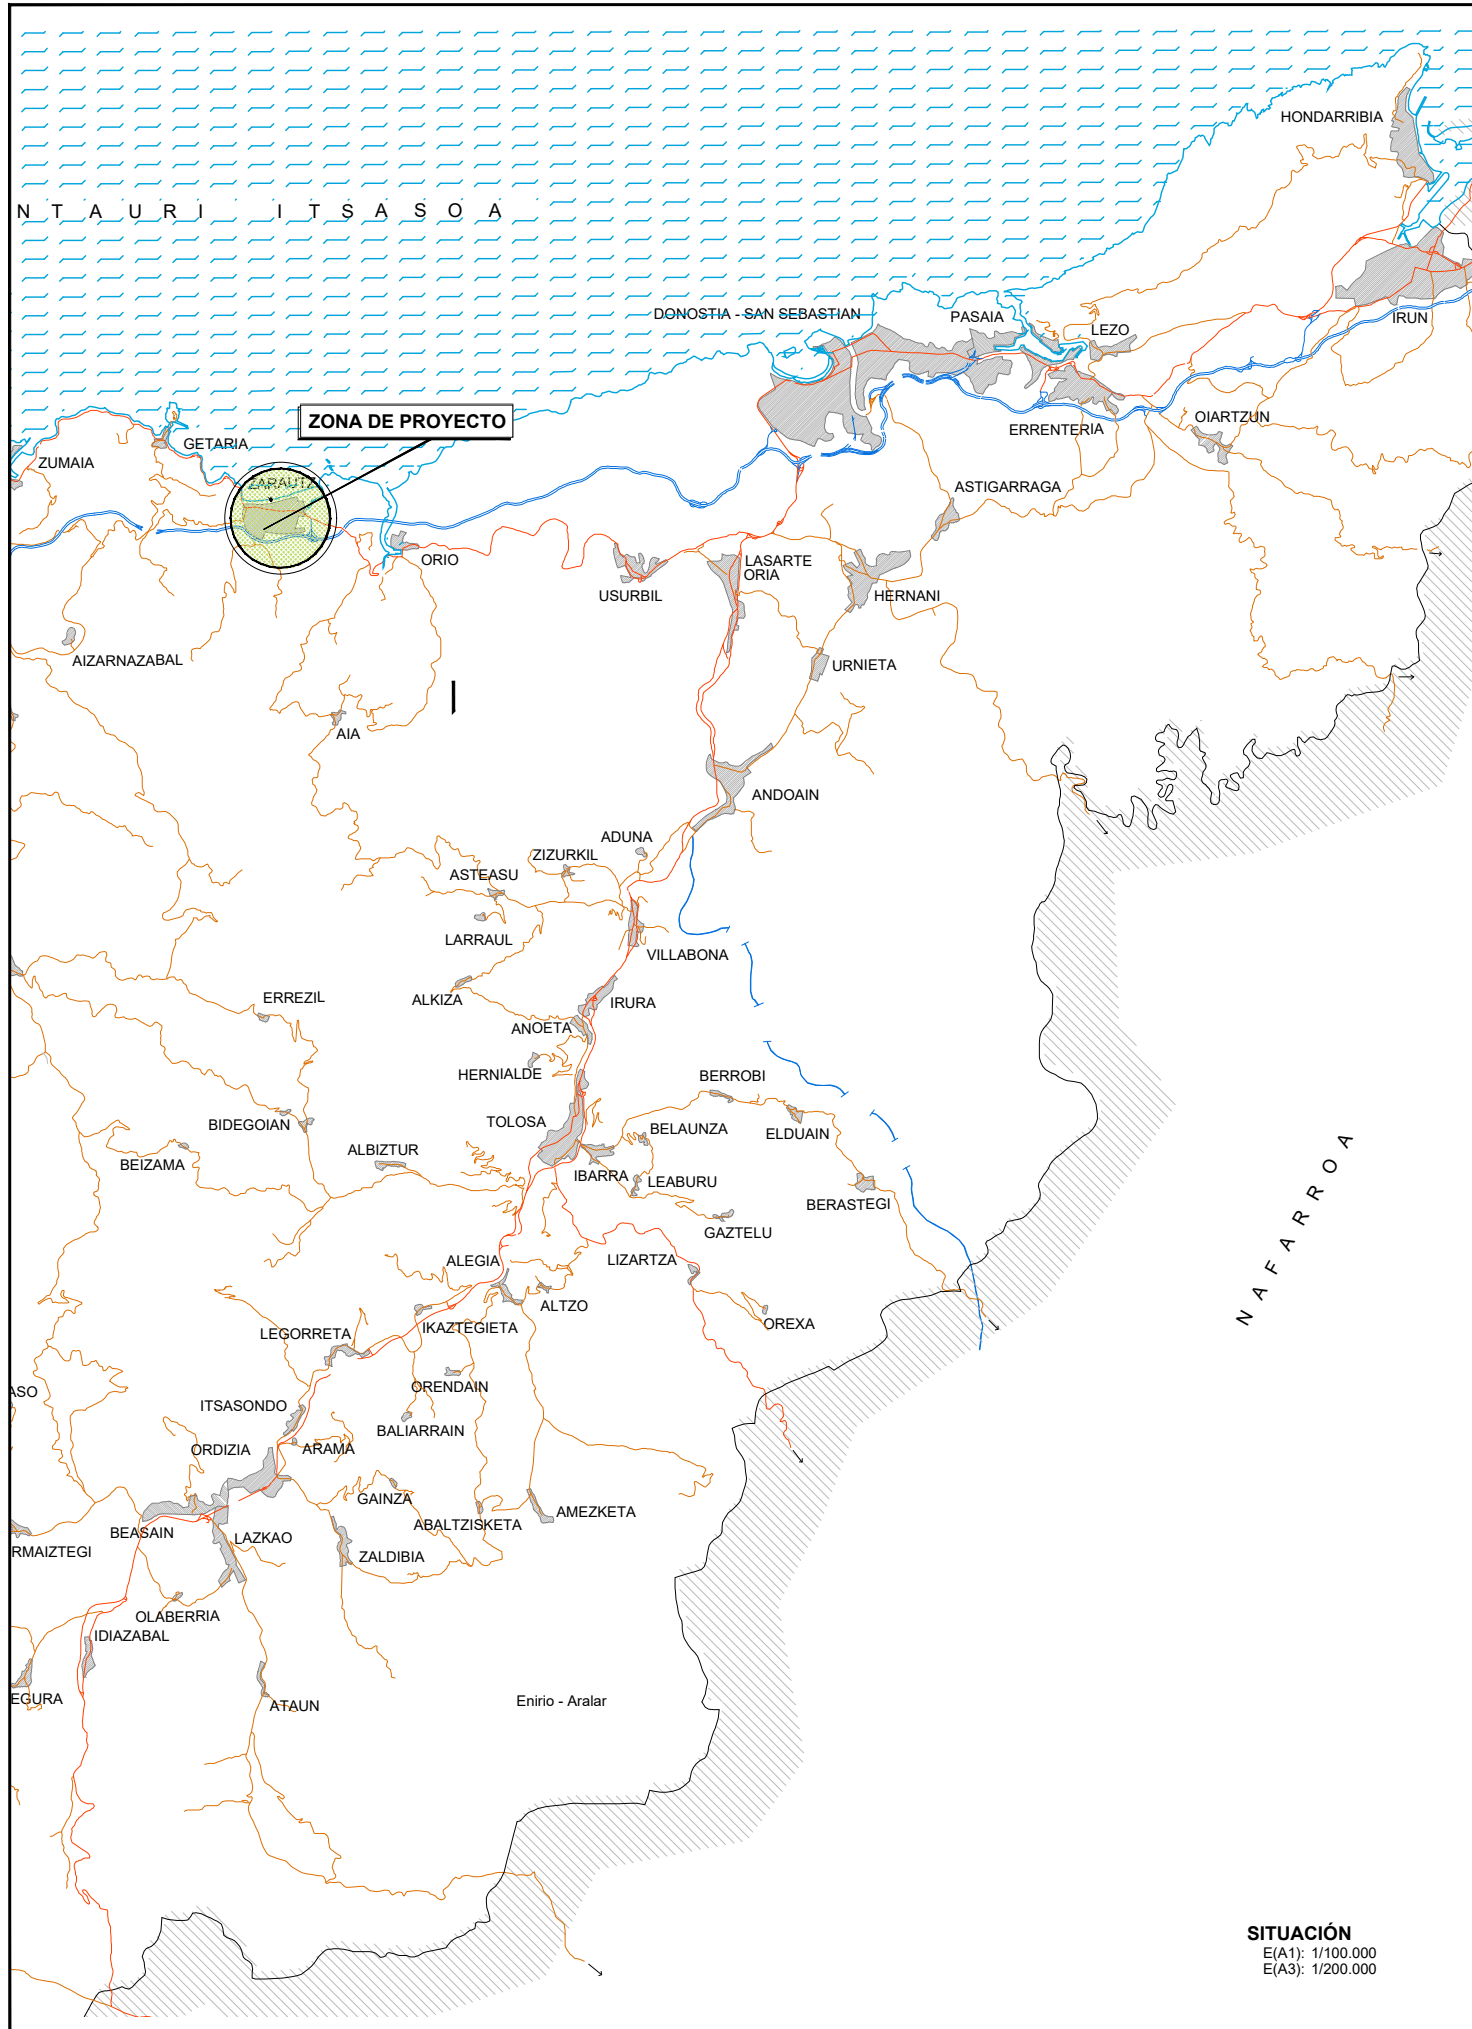 HONDARRIBIA
NTAURI ITSASOA
DONOSTIA - SAN SEBASTIAN
PASAIA
LEZO
IRUN
ZONA DE PROYECTO
OIARTZUN
ERRENTERIA
GETARIA
ZUMAIA
ZARAUTZ
ASTIGARRAGA
ORIO
LASARTE
ORIA
USURBIL
HERNANI
AIZARNAZABAL
URNIETA
AIA
ANDOAIN
ADUNA
ZIZURKIL
ASTEASU
LARRAUL
VILLABONA
ERREZIL
ALKIZA
IRURA
ANOETA
HERNIALDE
BERROBI
TOLOSA
BIDEGOIAN
BELAUNZA
ELDUAIN
ALBIZTUR
BEIZAMA
IBARRA
LEABURU
BERASTEGI
NAFARROA
GAZTELU
ALEGIA
LIZARTZA
ALTZO
OREXA
IKAZTEGIETA
LEGORRETA
ORENDAIN
ASO
ITSASONDO
BALIARRAIN
ORDIZIA
ARAMA
GAINZA
AMEZKETA
ABALTZISKETA
BEASAIN
LAZKAO
RMAIZTEGI
ZALDIBIA
OLABERRIA
IDIAZABAL
EGURA
ATAUN
Enirio - Aralar
SITUACIÓN
E(A1): 1/100.000
E(A3): 1/200.000